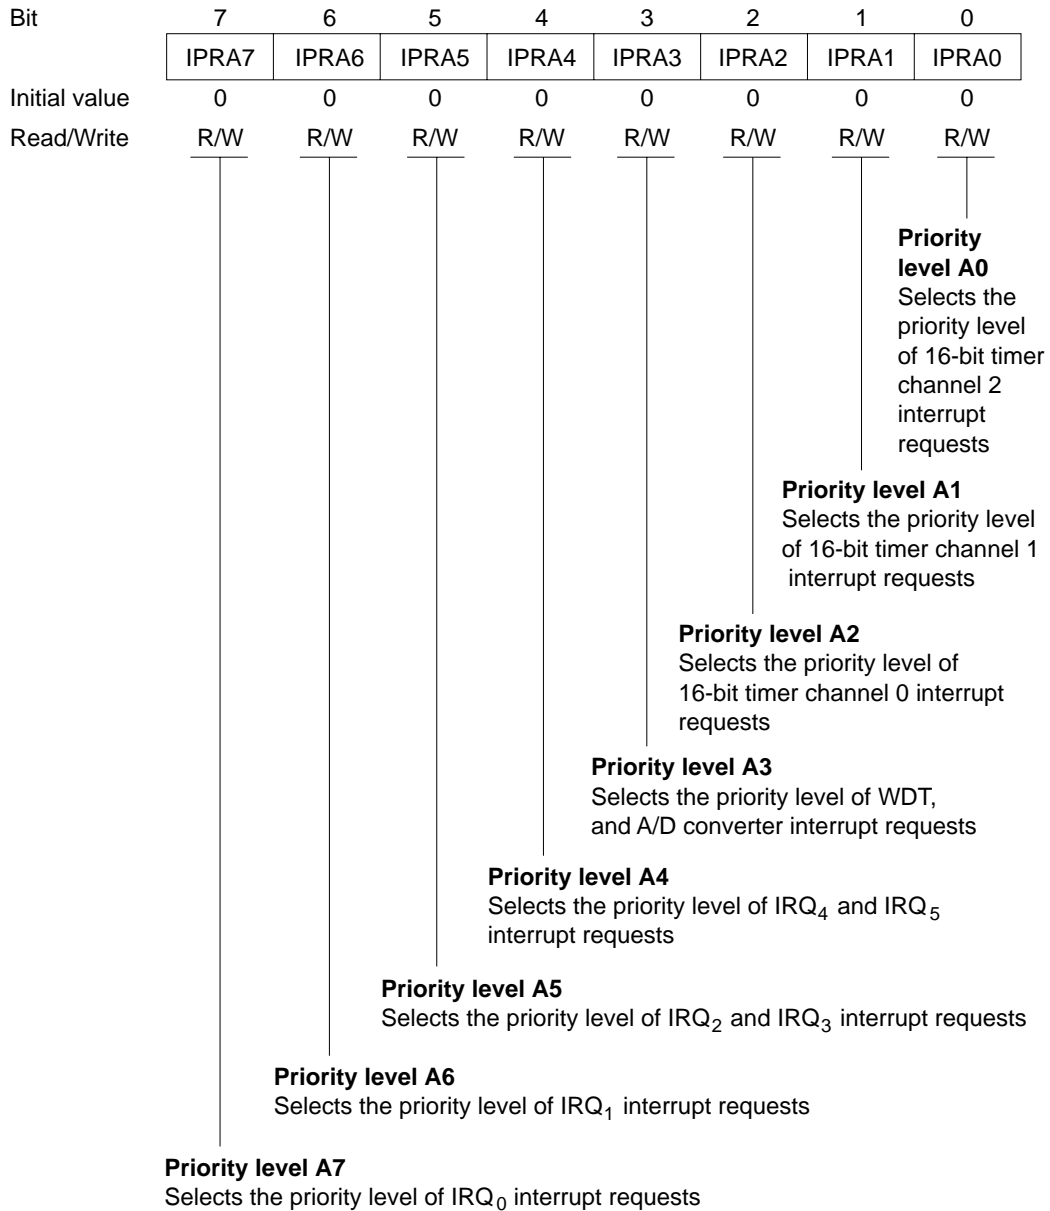 Bit 7 6 5 4 3 2 1 0
IPRA7 IPRA6 IPRA5 IPRA4 IPRA3 IPRA2 IPRA1 IPRA0
Initial value 0 0 0 0 0 0 0 0
Read/Write R/W R/W R/W R/W R/W R/W R/W R/W
Priority
level A0
Selects the
priority level
of 16-bit timer
channel 2
interrupt
requests
Priority level A1
Selects the priority level
of 16-bit timer channel 1
interrupt requests
Priority level A2
Selects the priority level of
16-bit timer channel 0 interrupt
requests
Priority level A3
Selects the priority level of WDT,
and A/D converter interrupt requests
Priority level A4
Selects the priority level of IRQ4 and IRQ5
interrupt requests
Priority level A5
Selects the priority level of IRQ2 and IRQ3 interrupt requests
Priority level A6
Selects the priority level of IRQ1 interrupt requests
Priority level A7
Selects the priority level of IRQ0 interrupt requests